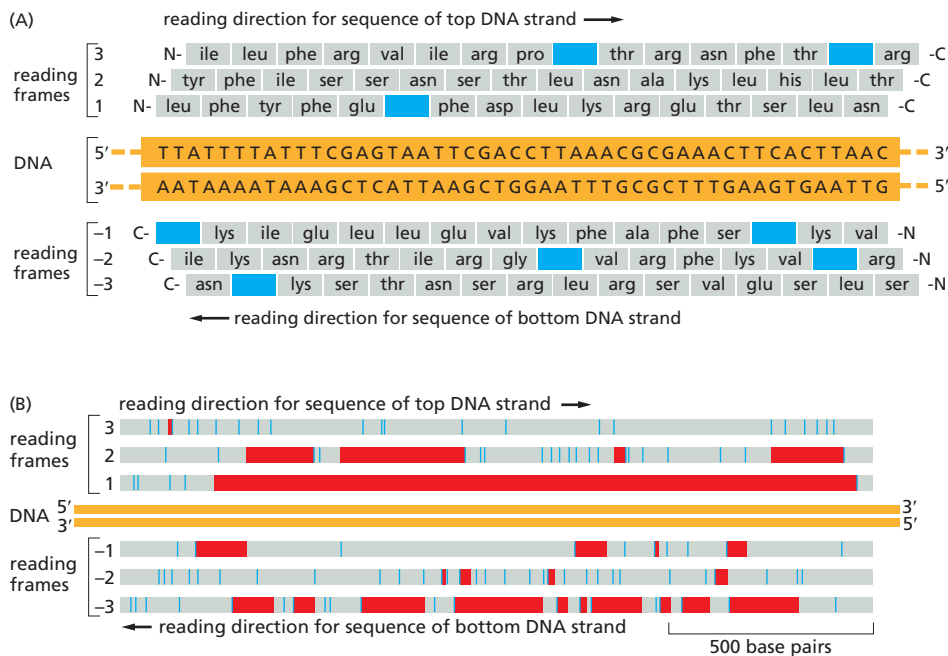 (A)
reading direction for sequence of top DNA strand
3 N- ile leu phe arg val ile arg pro thr arg asn phe thr arg -C
reading frames
2 N- tyr phe ile ser ser asn ser thr leu asn ala lys leu his leu thr -C
1 N- leu phe tyr phe glu phe asp leu lys arg glu thr ser leu asn -C
DNA
5′ TTATTTTATTTCGAGTAATTCGACCTTAAACGCGAAACTTCACTTAAC 3′
3′ AATAAAATAAAGCTCATTAAGCTGGAATTTGCGCTTTGAAGTGAATTG 5′
–1 C- lys ile glu leu leu glu val lys phe ala phe ser lys val -N
reading frames
–2 C- ile lys asn arg thr ile arg gly val arg phe lys val arg -N
–3 C- asn lys ser thr asn ser arg leu arg ser val glu ser leu ser -N
reading direction for sequence of bottom DNA strand
(B)
reading direction for sequence of top DNA strand
3
reading frames
2
1
DNA
5′ 3′
3′ 5′
–1
reading frames
–2
–3
reading direction for sequence of bottom DNA strand
500 base pairs